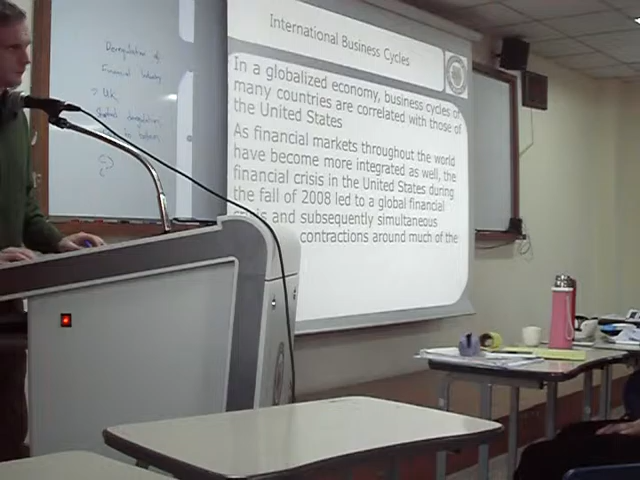 International Business Cycles
In a globalized economy, business cycles of
many countries are correlated with those of
the United States
As financial markets throughout the world
have become more integrated as well, the
financial crisis in the United States during
the fall of 2008 led to a global financial
and subsequently simultaneous
contractions around much of the
Deregulation of
Financial Industry
UK